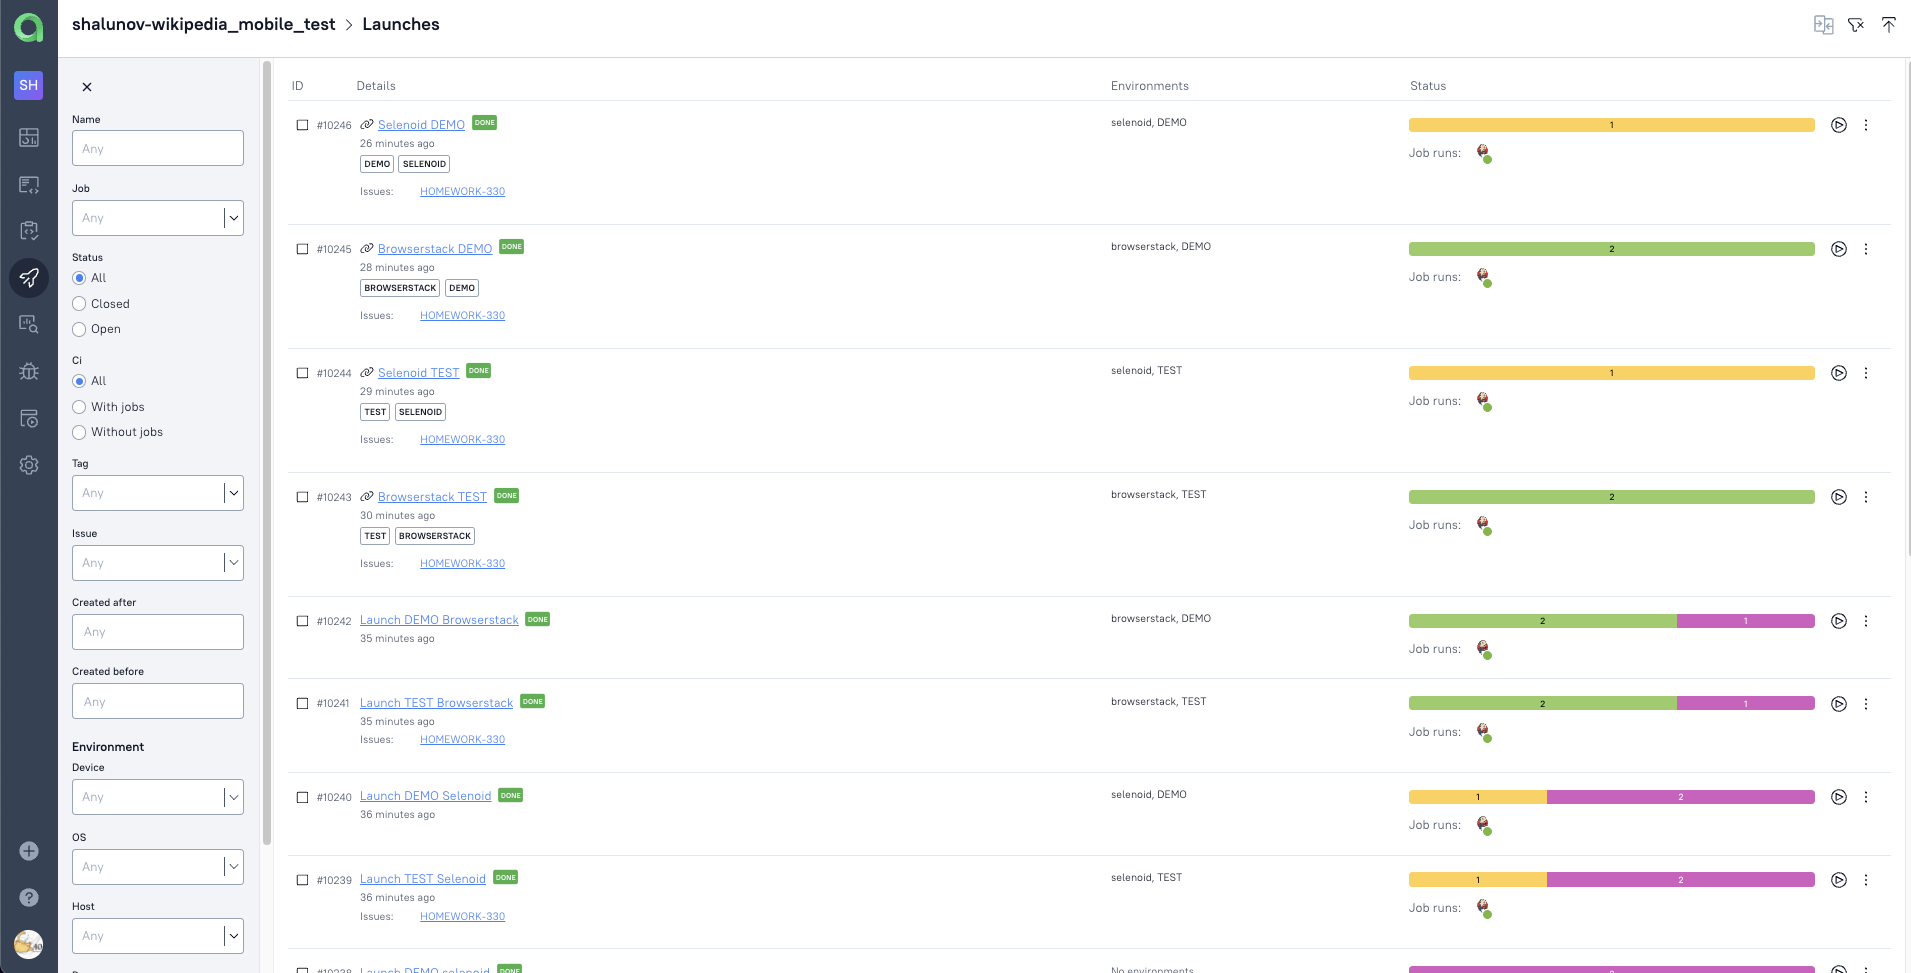 shalunov-wikipedia_mobile_test > Launches
SH
Name
Any
Job
Any
Status
All
Closed
Open
Ci
All
With jobs
Without jobs
Tag
Any
Issue
Any
Created after
Any
Created before
Any
Environment
Device
Any
OS
Any
Host
Any
ID Details Environments Status
#10246 Selenoid DEMO DONE selenoid, DEMO 1
26 minutes ago Job runs:
DEMO SELENOID
Issues: HOMEWORK-330
#10245 Browserstack DEMO DONE browserstack, DEMO 2
28 minutes ago Job runs:
BROWSERSTACK DEMO
Issues: HOMEWORK-330
#10244 Selenoid TEST DONE selenoid, TEST 1
29 minutes ago Job runs:
TEST SELENOID
Issues: HOMEWORK-330
#10243 Browserstack TEST DONE browserstack, TEST 2
30 minutes ago Job runs:
TEST BROWSERSTACK
Issues: HOMEWORK-330
#10242 Launch DEMO Browserstack DONE browserstack, DEMO 2 1
35 minutes ago Job runs:
#10241 Launch TEST Browserstack DONE browserstack, TEST 2 1
35 minutes ago Job runs:
Issues: HOMEWORK-330
#10240 Launch DEMO Selenoid DONE selenoid, DEMO 1 2
36 minutes ago Job runs:
#10239 Launch TEST Selenoid DONE selenoid, TEST 1 2
36 minutes ago Job runs:
Issues: HOMEWORK-330
#10238 Launch DEMO selenoid DONE No environments